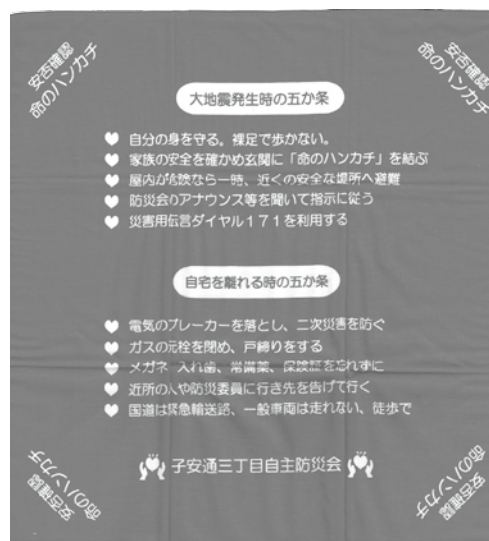 安否確認
命のハンカチ
安否確認
命のハンカチ
大地震発生時の五か条
自分の身を守る。裸足で歩かない。
家族の安全を確かめ玄関に「命のハンカチ」を結ぶ
屋内が危険なら一時、近くの安全な場所へ避難
防災会のアナウンス等を聞いて指示に従う
災害用伝言ダイヤル171を利用する
自宅を離れる時の五か条
電気のブレーカーを落とし、二次災害を防ぐ
ガスの元栓を閉め、戸締りをする
メガネ 入れ歯、常備薬、保険証を忘れずに
近所の人や防災委員に行き先を告げて行く
国道は緊急輸送路、一般車両は走れない、徒歩で
子安通三丁目自主防災会
安否確認
命のハンカチ
安否確認
命のハンカチ